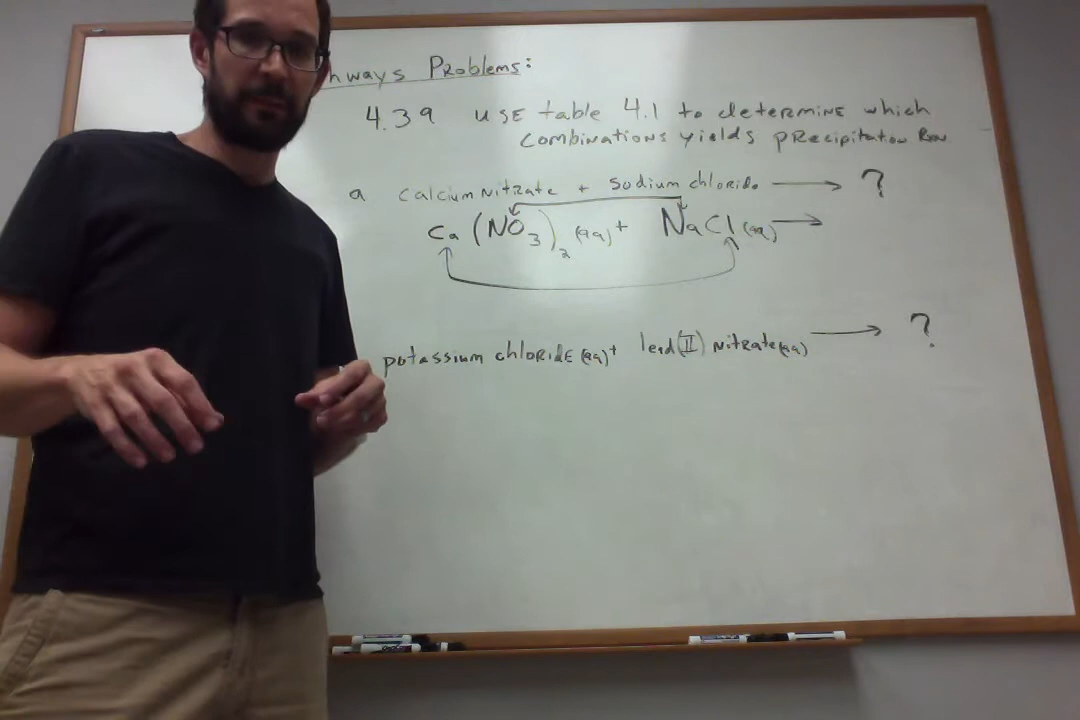 hways Problems:
4.39 USE table 4.1 to determine which
combinations yields precipitation Rxn
a calcium nitrate + sodium chloride → ?
Ca(NO3)2 (aq) + NaCl(aq) →
potassium chloride (aq) + lead(II) nitrate(aq) → ?